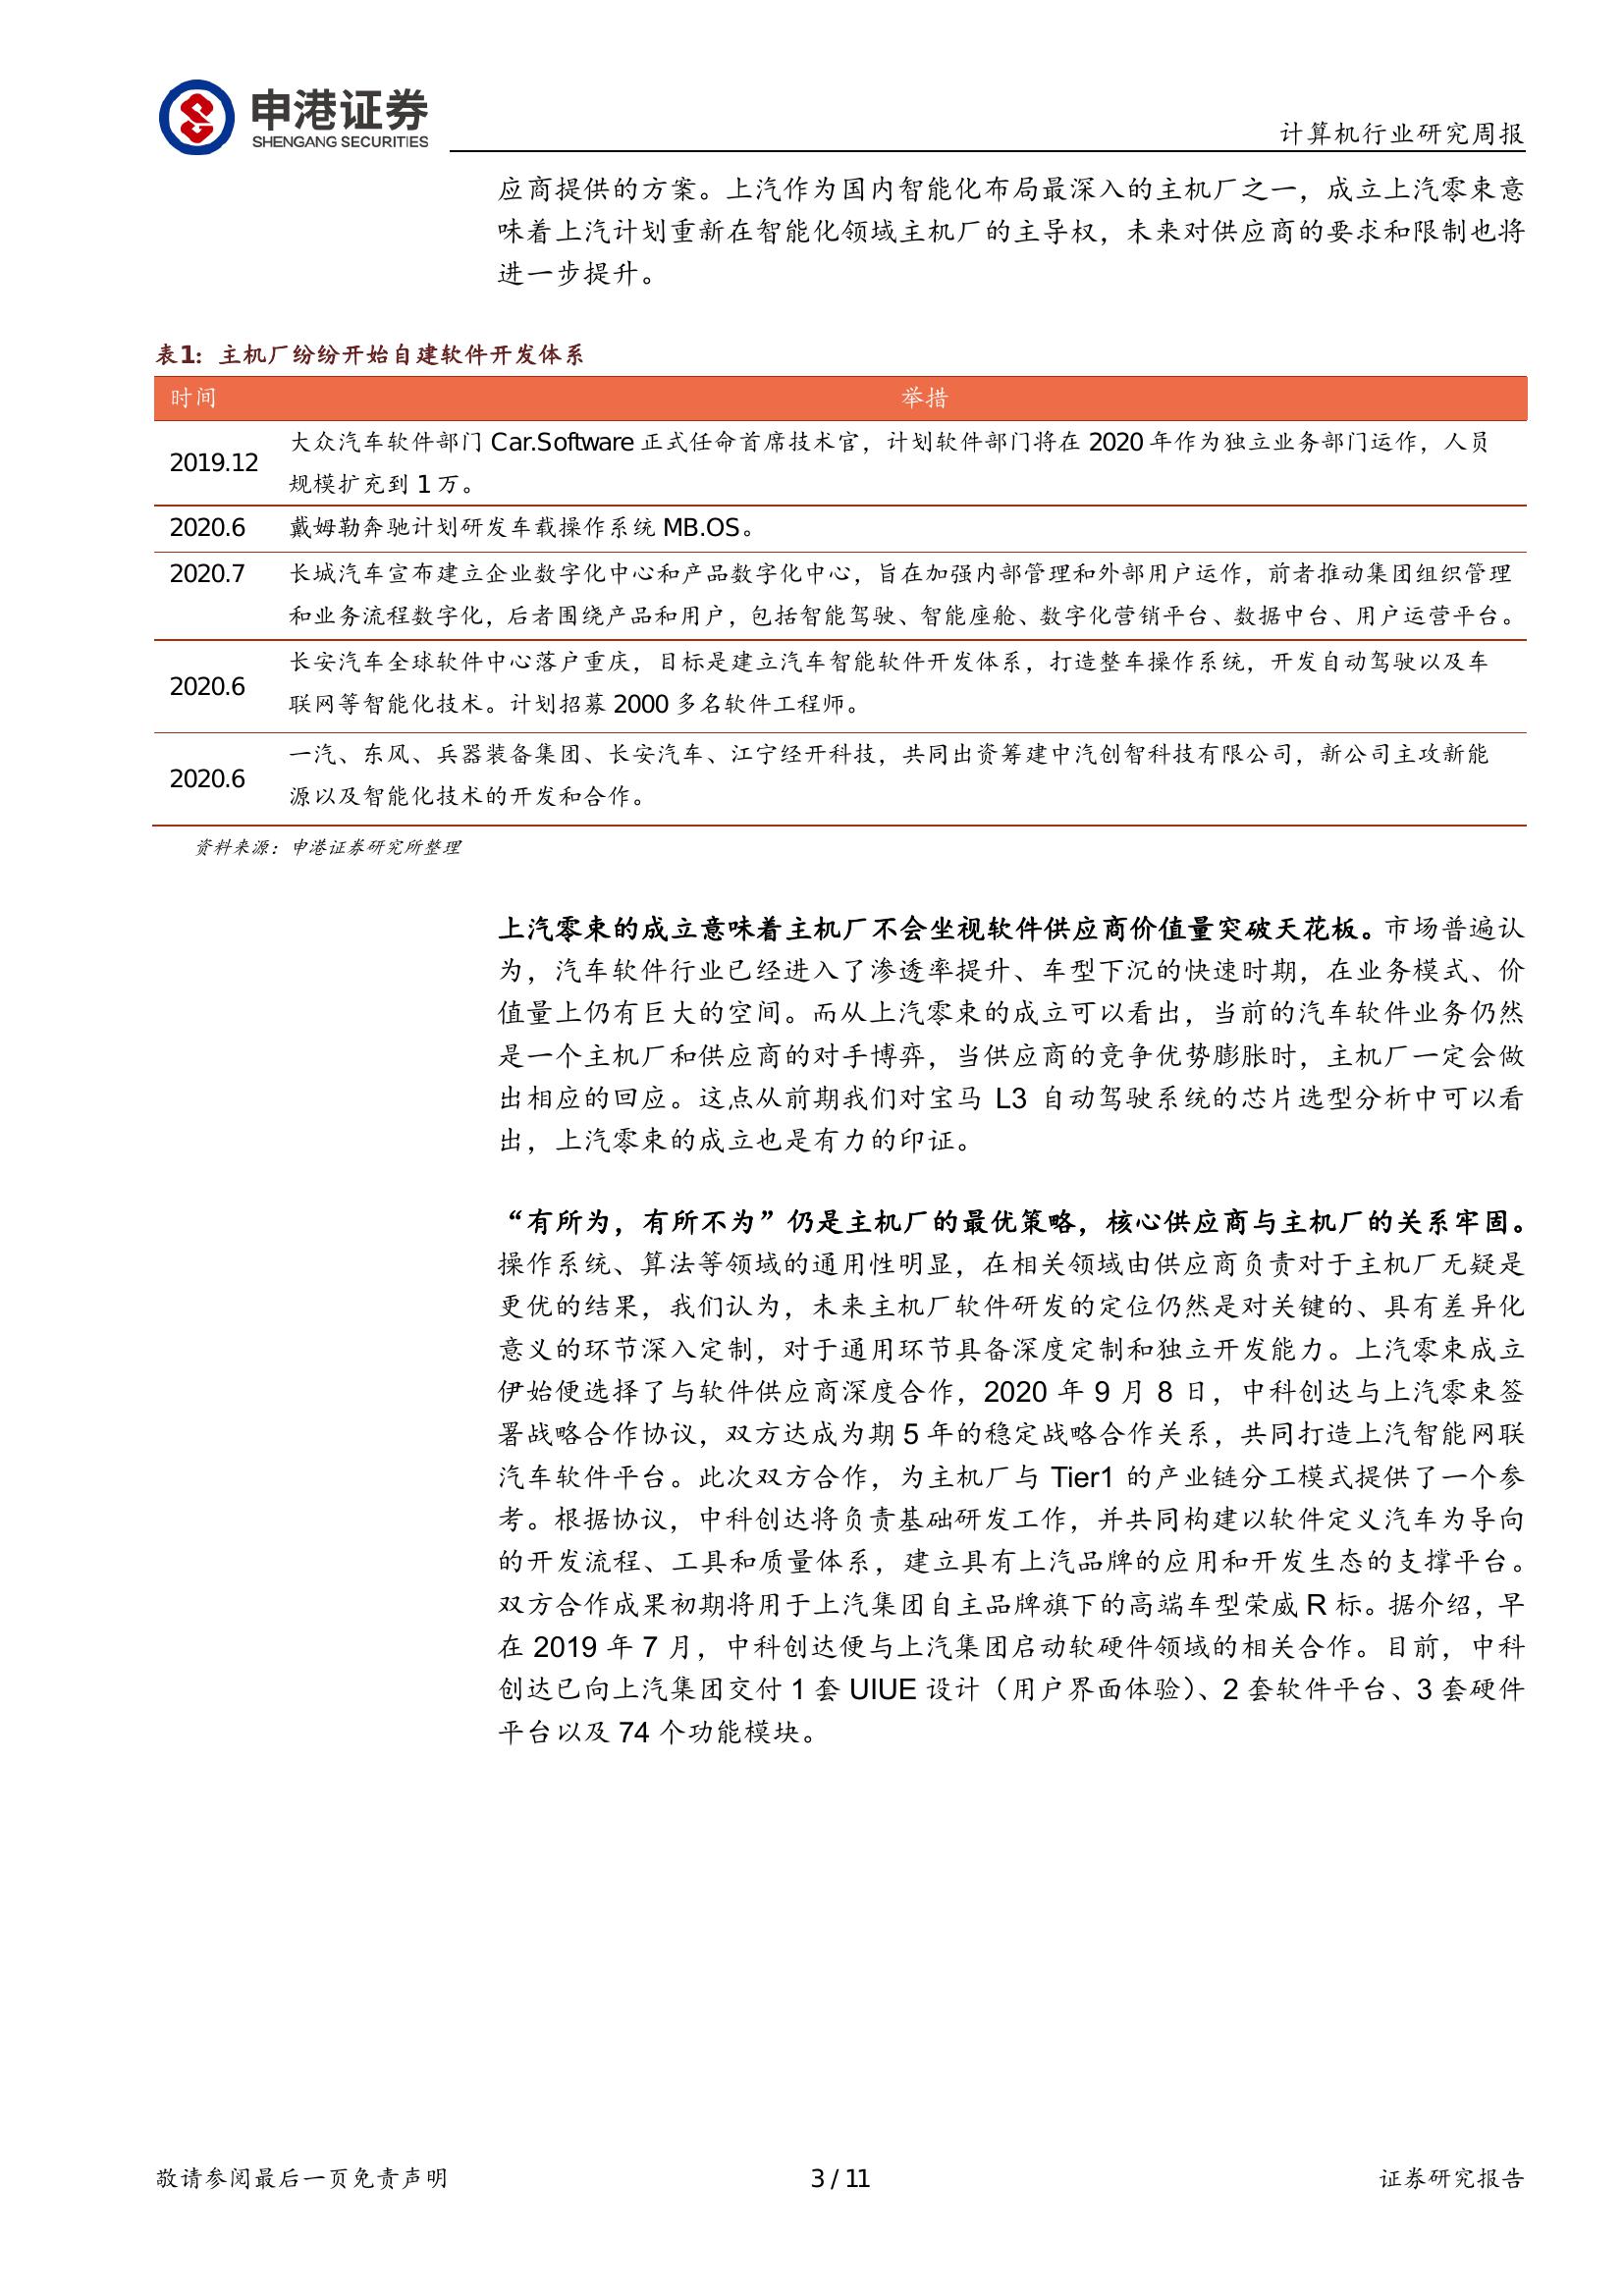 申港证券
SHENGANG SECURITIES
计算机行业研究周报
应商提供的方案。上汽作为国内智能化布局最深入的主机厂之一，成立上汽零束意
味着上汽计划重新在智能化领域主机厂的主导权，未来对供应商的要求和限制也将
进一步提升。
表1：主机厂纷纷开始自建软件开发体系
时间 举措
2019.12 大众汽车软件部门 Car.Software 正式任命首席技术官，计划软件部门将在 2020 年作为独立业务部门运作，人员
规模扩充到 1 万。
2020.6 戴姆勒奔驰计划研发车载操作系统 MB.OS。
2020.7 长城汽车宣布建立企业数字化中心和产品数字化中心，旨在加强内部管理和外部用户运作，前者推动集团组织管理
和业务流程数字化，后者围绕产品和用户，包括智能驾驶、智能座舱、数字化营销平台、数据中台、用户运营平台。
2020.6 长安汽车全球软件中心落户重庆，目标是建立汽车智能软件开发体系，打造整车操作系统，开发自动驾驶以及车
联网等智能化技术。计划招募 2000 多名软件工程师。
2020.6 一汽、东风、兵器装备集团、长安汽车、江宁经开科技，共同出资筹建中汽创智科技有限公司，新公司主攻新能
源以及智能化技术的开发和合作。
资料来源：申港证券研究所整理
上汽零束的成立意味着主机厂不会坐视软件供应商价值量突破天花板。市场普遍认
为，汽车软件行业已经进入了渗透率提升、车型下沉的快速时期，在业务模式、价
值量上仍有巨大的空间。而从上汽零束的成立可以看出，当前的汽车软件业务仍然
是一个主机厂和供应商的对手博弈，当供应商的竞争优势膨胀时，主机厂一定会做
出相应的回应。这点从前期我们对宝马 L3 自动驾驶系统的芯片选型分析中可以看
出，上汽零束的成立也是有力的印证。
“有所为，有所不为”仍是主机厂的最优策略，核心供应商与主机厂的关系牢固。
操作系统、算法等领域的通用性明显，在相关领域由供应商负责对于主机厂无疑是
更优的结果，我们认为，未来主机厂软件研发的定位仍然是对关键的、具有差异化
意义的环节深入定制，对于通用环节具备深度定制和独立开发能力。上汽零束成立
伊始便选择了与软件供应商深度合作，2020 年 9 月 8 日，中科创达与上汽零束签
署战略合作协议，双方达成为期 5 年的稳定战略合作关系，共同打造上汽智能网联
汽车软件平台。此次双方合作，为主机厂与 Tier1 的产业链分工模式提供了一个参
考。根据协议，中科创达将负责基础研发工作，并共同构建以软件定义汽车为导向
的开发流程、工具和质量体系，建立具有上汽品牌的应用和开发生态的支撑平台。
双方合作成果初期将用于上汽集团自主品牌旗下的高端车型荣威 R 标。据介绍，早
在 2019 年 7 月，中科创达便与上汽集团启动软硬件领域的相关合作。目前，中科
创达已向上汽集团交付 1 套 UIUE 设计（用户界面体验）、2 套软件平台、3 套硬件
平台以及 74 个功能模块。
敬请参阅最后一页免责声明 3 / 11 证券研究报告